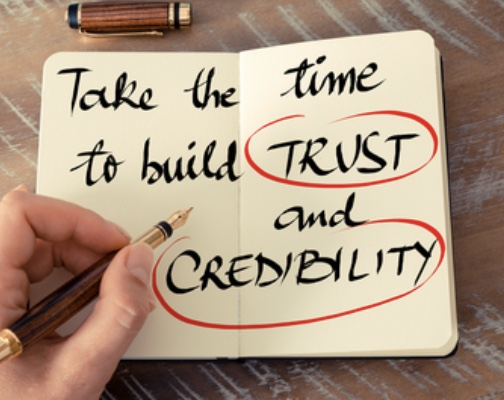 Take the time
to build TRUST
and
CREDIBILITY